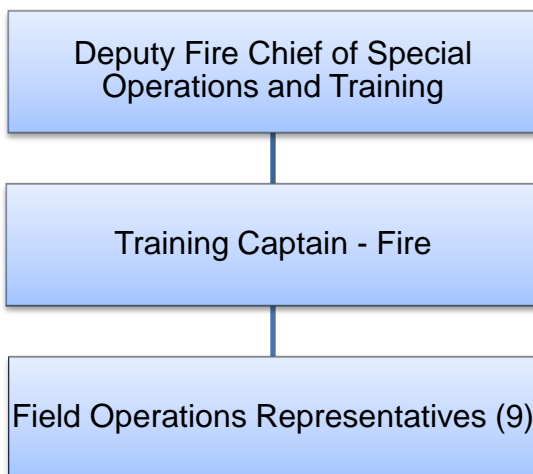 Deputy Fire Chief of Special
Operations and Training
Training Captain - Fire
Field Operations Representatives (9)